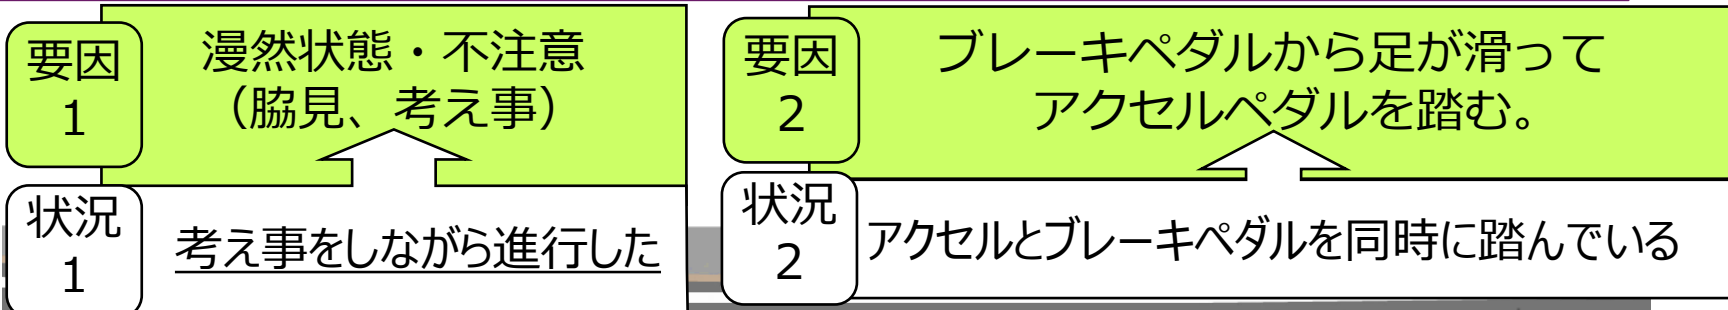 要因
1
漫然状態・不注意
（脇見、考え事）
状況
1
考え事をしながら進行した
要因
2
ブレーキペダルから足が滑って
アクセルペダルを踏む。
状況
2
アクセルとブレーキペダルを同時に踏んでいる